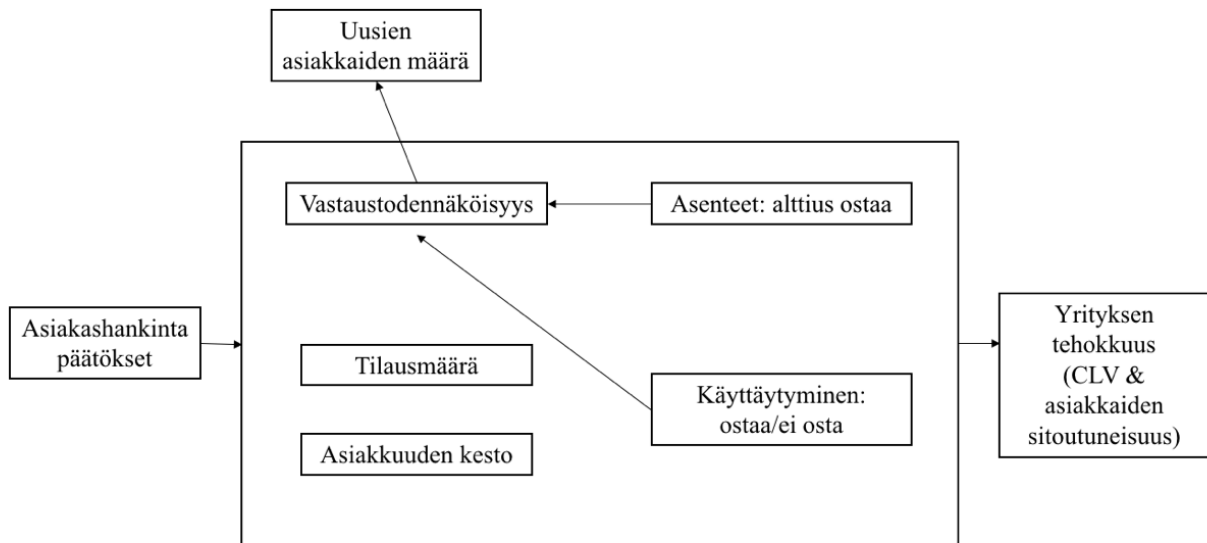 Uusien
asiakkaiden määrä
Vastaustodennäköisyys
Asenteet: alttius ostaa
Asiakashankinta
päätökset
Tilausmäärä
Käyttäytyminen:
ostaa/ei osta
Asiakkuuden kesto
Yrityksen
tehokkuus
(CLV &
asiakkaiden
sitoutuneisuus)